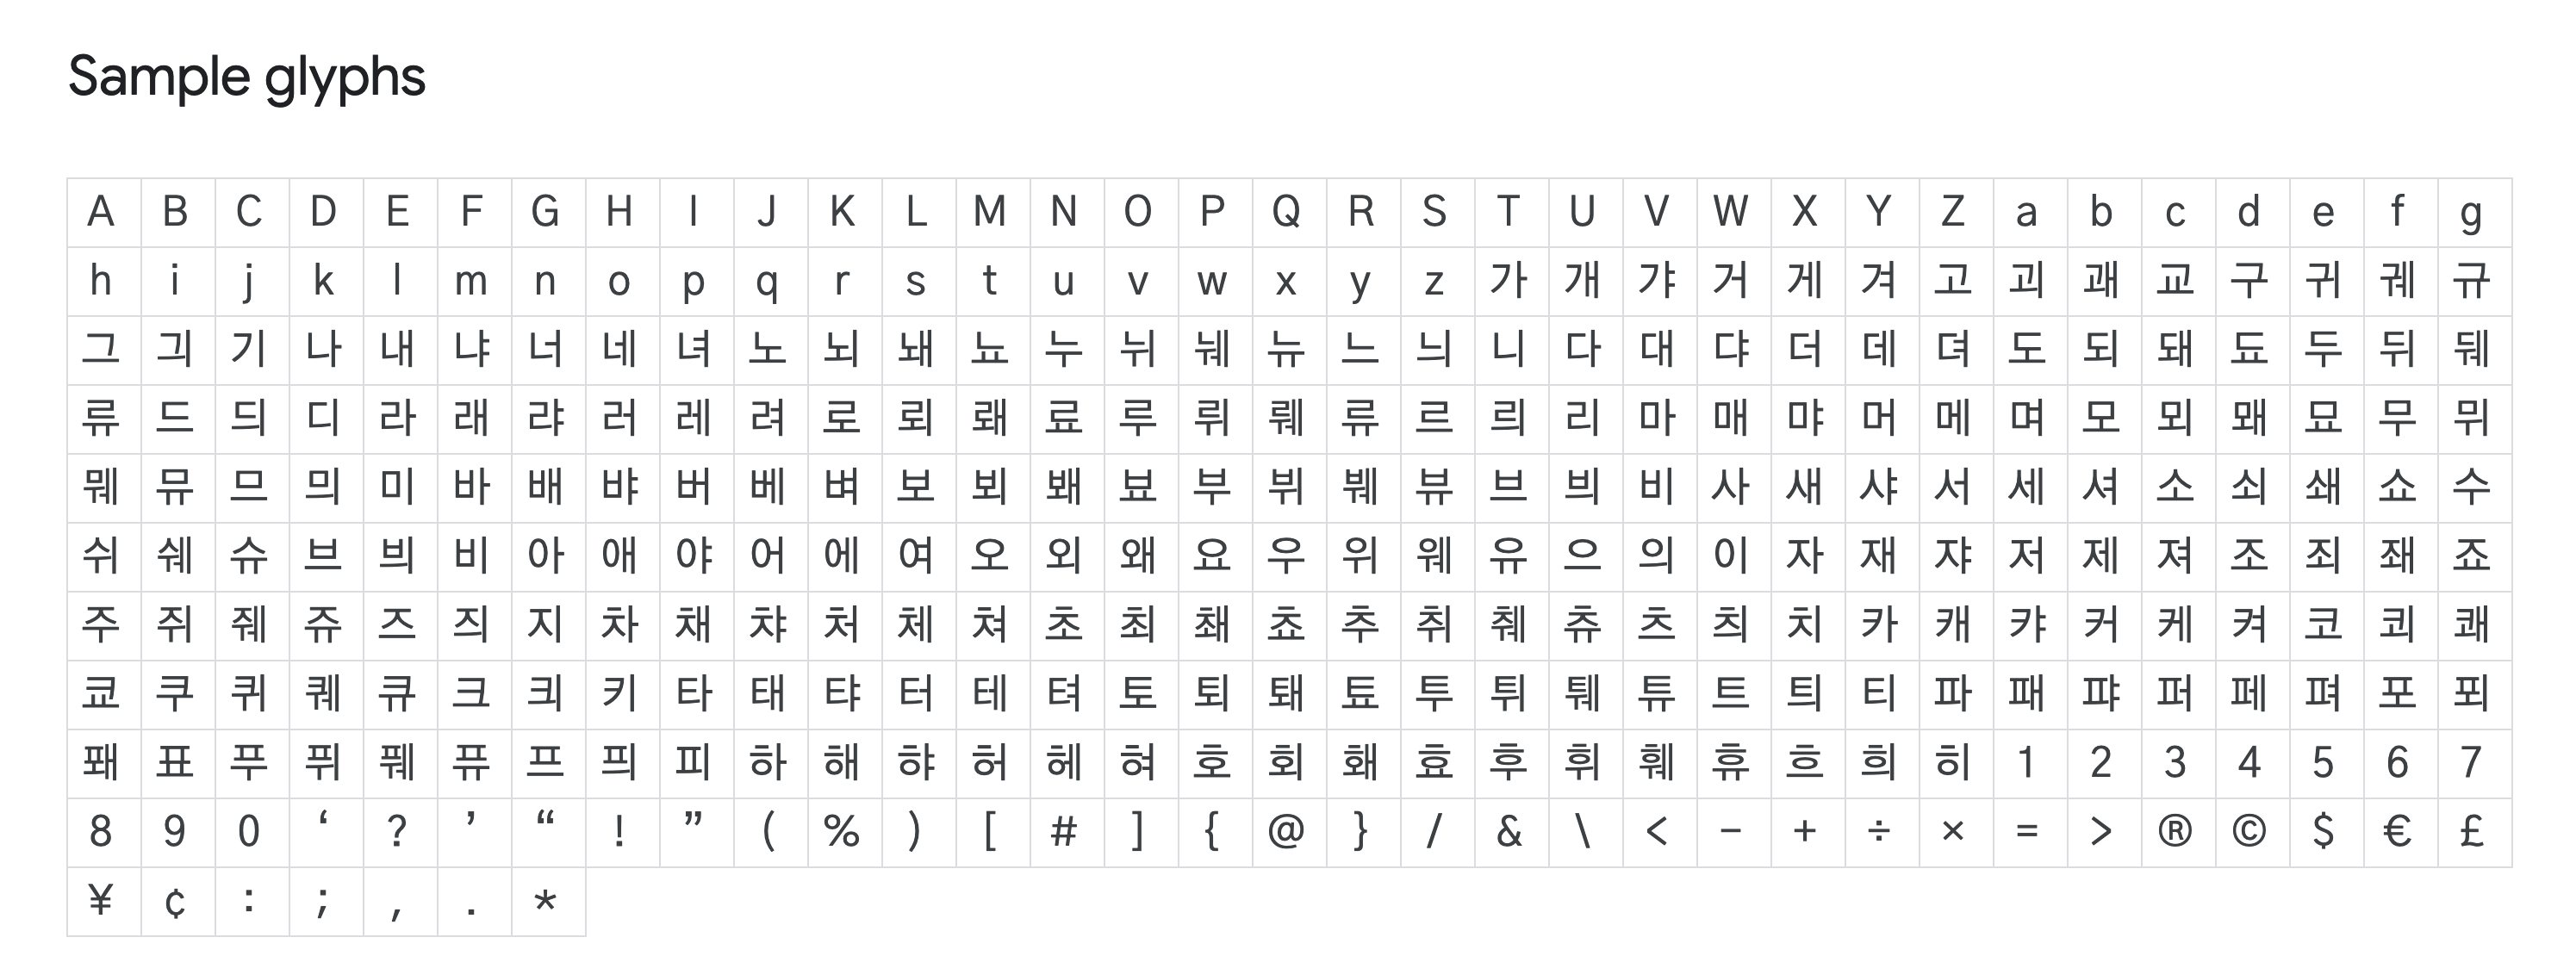 Sample glyphs
A B C D E F G H I J K L M N O P Q R S T U V W X Y Z a b c d e f g
h i j k l m n o p q r s t u v w x y z 가 개 갸 거 게 겨 고 괴 괘 교 구 귀 궤 규
그 긔 기 나 내 냐 너 네 녀 노 뇌 놰 뇨 누 뉘 눼 뉴 느 늬 니 다 대 댜 더 데 뎌 도 되 돼 됴 두 뒤 뒈
류 드 듸 디 라 래 랴 러 레 려 로 뢰 뢔 료 루 뤼 뤠 류 르 릐 리 마 매 먀 머 메 며 모 뫼 뫠 묘 무 뮈
뭬 뮤 므 믜 미 바 배 뱌 버 베 벼 보 뵈 봬 뵤 부 뷔 붸 뷰 브 븨 비 사 새 샤 서 세 셔 소 쇠 쇄 쇼 수
쉬 쉐 슈 브 븨 비 아 애 야 어 에 여 오 외 왜 요 우 위 웨 유 으 의 이 자 재 쟈 저 제 져 조 죄 좨 죠
주 쥐 줴 쥬 즈 즤 지 차 채 챠 처 체 쳐 초 최 쵀 쵸 추 취 췌 츄 츠 츼 치 카 캐 캬 커 케 켜 코 쾨 쾌
쿄 쿠 퀴 퀘 큐 크 킈 키 타 태 탸 터 테 텨 토 퇴 퇘 툐 투 튀 퉤 튜 트 틔 티 파 패 퍄 퍼 페 펴 포 푀
퐤 표 푸 퓌 풰 퓨 프 픠 피 하 해 햐 허 헤 혀 호 회 홰 효 후 휘 훼 휴 흐 희 히 1 2 3 4 5 6 7
8 9 0 ‘ ? ’ “ ! ” ( % ) [ # ] { @ } / & \ < - + ÷ × = > ® © $ € £
¥ ¢ : ; , . *